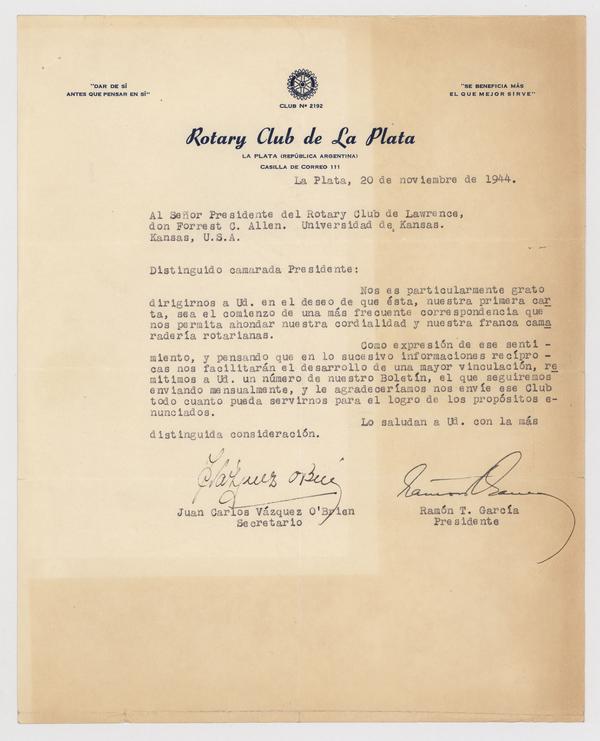 "DAR DE SÍ
ANTES QUE PENSAR EN SÍ"
"SE BENEFICIA MÁS
EL QUE MEJOR SIRVE"
CLUB Nº 2192
Rotary Club de La Plata
LA PLATA (REPÚBLICA ARGENTINA)
CASILLA DE CORREO 111
La Plata, 20 de noviembre de 1944.
Al Señor Presidente del Rotary Club de Lawrence,
don Forrest C. Allen. Universidad de Kansas.
Kansas, U.S.A.
Distinguido camarada Presidente:
Nos es particularmente grato
dirigirnos a Ud. en el deseo de que ésta, nuestra primera car
ta, sea el comienzo de una más frecuente correspondencia que
nos permita ahondar nuestra cordialidad y nuestra franca cama
radería rotarianas.
Como expresión de ese senti-
miento, y pensando que en lo sucesivo informaciones recípro-
cas nos facilitarán el desarrollo de una mayor vinculación, re
mitimos a Ud. un número de nuestro Boletín, el que seguiremos
enviando mensualmente, y le agradeceríamos nos envíe ese Club
todo cuanto pueda servirnos para el logro de los propósitos e-
nunciados.
Lo saludan a Ud. con la más
distinguida consideración.
Juan Carlos Vázquez O'Brien
Secretario
Ramón T. García
Presidente